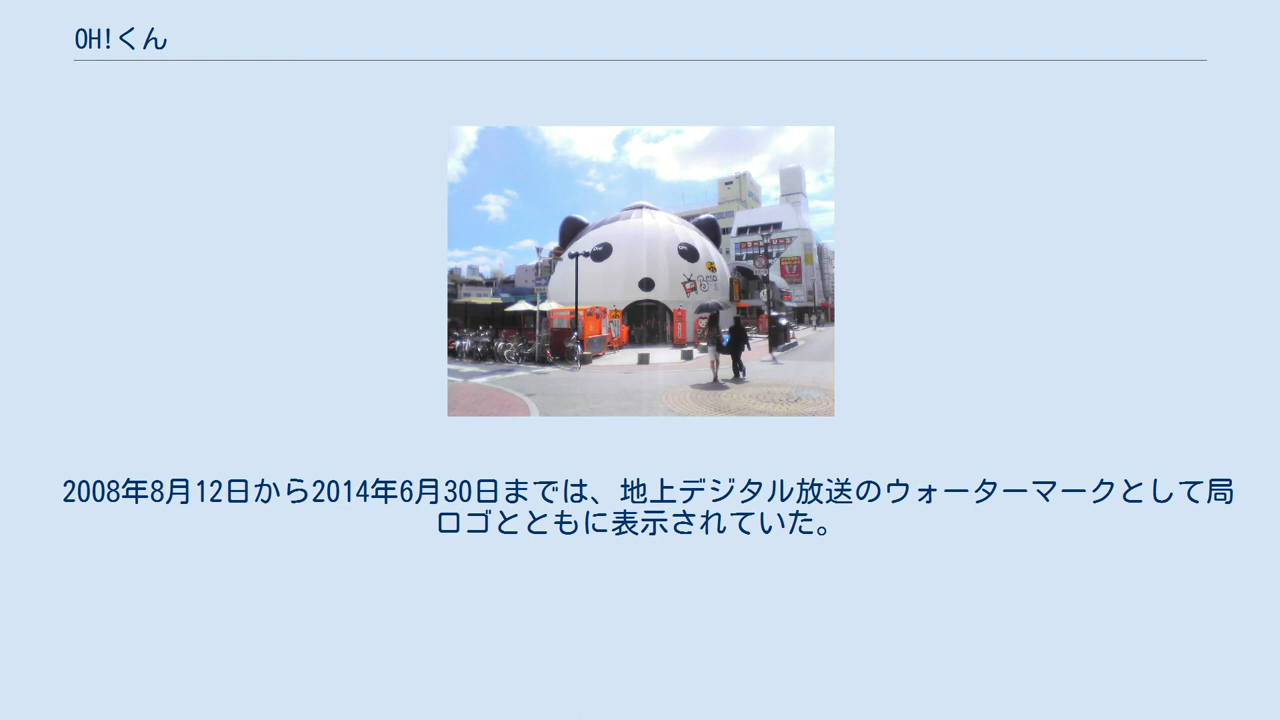 OH!くん
2008年8月12日から2014年6月30日までは、地上デジタル放送のウォーターマークとして局
ロゴとともに表示されていた。